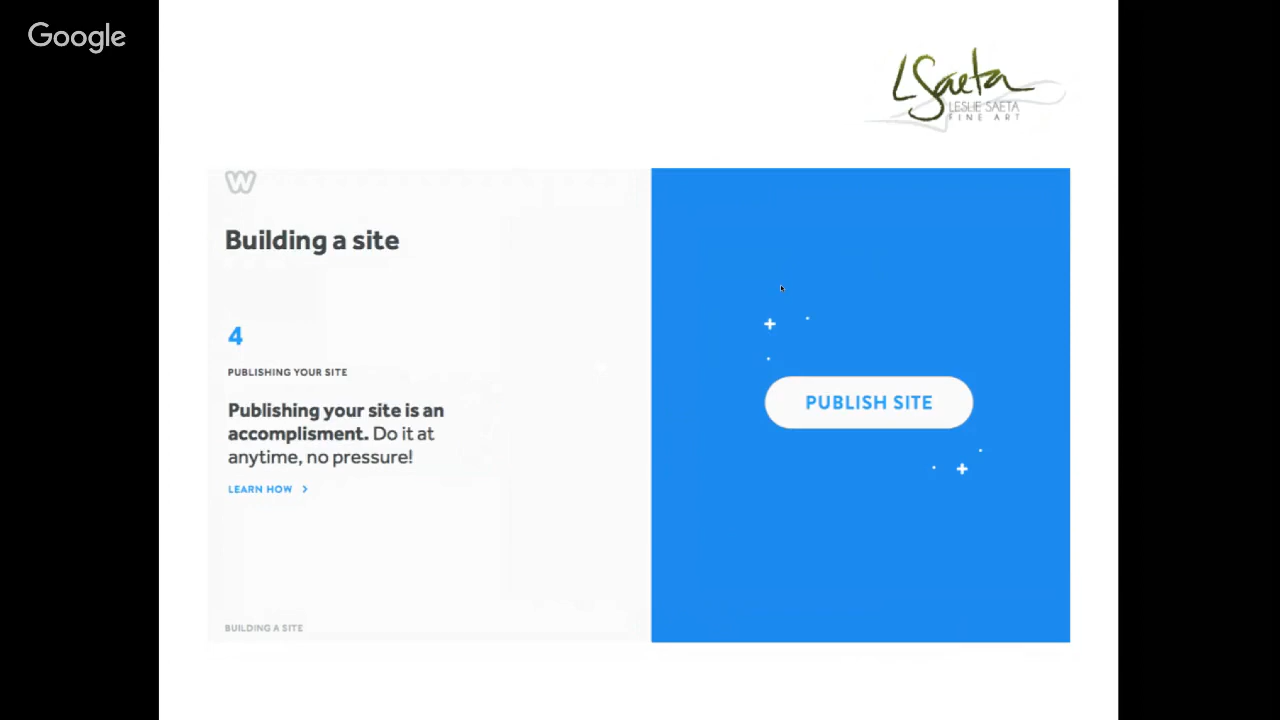 Google
LSaeta
LESLIE SAETA
FINE ART
W
Building a site
4
PUBLISHING YOUR SITE
Publishing your site is an
accomplisment. Do it at
anytime, no pressure!
LEARN HOW >
BUILDING A SITE
PUBLISH SITE